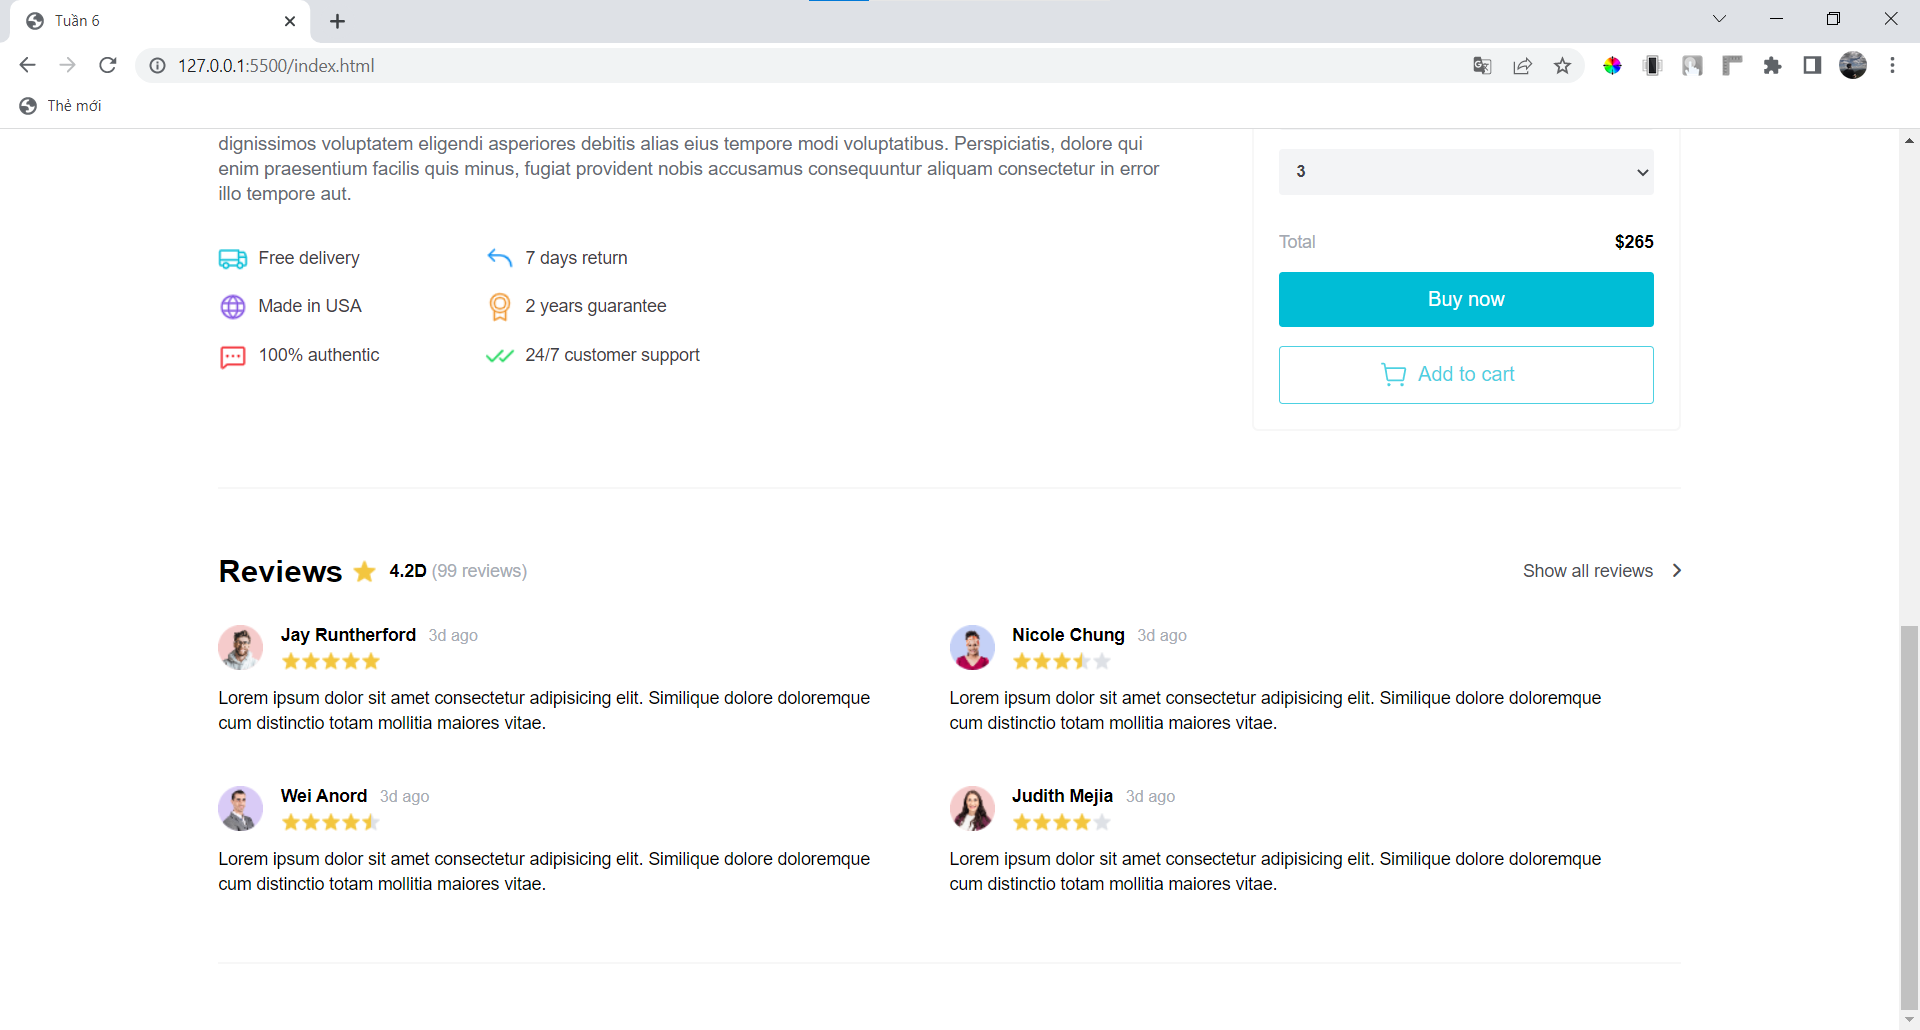 Tuần 6
127.0.0.1:5500/index.html
Thẻ mới
dignissimos voluptatem eligendi asperiores debitis alias eius tempore modi voluptatibus. Perspiciatis, dolore qui
enim praesentium facilis quis minus, fugiat provident nobis accusamus consequuntur aliquam consectetur in error
illo tempore aut.
Free delivery
7 days return
Made in USA
2 years guarantee
100% authentic
24/7 customer support
3
Total
$265
Buy now
Add to cart
Reviews 4.2D (99 reviews)
Show all reviews
Jay Runtherford 3d ago
Lorem ipsum dolor sit amet consectetur adipisicing elit. Similique dolore doloremque
cum distinctio totam mollitia maiores vitae.
Nicole Chung 3d ago
Lorem ipsum dolor sit amet consectetur adipisicing elit. Similique dolore doloremque
cum distinctio totam mollitia maiores vitae.
Wei Anord 3d ago
Lorem ipsum dolor sit amet consectetur adipisicing elit. Similique dolore doloremque
cum distinctio totam mollitia maiores vitae.
Judith Mejia 3d ago
Lorem ipsum dolor sit amet consectetur adipisicing elit. Similique dolore doloremque
cum distinctio totam mollitia maiores vitae.